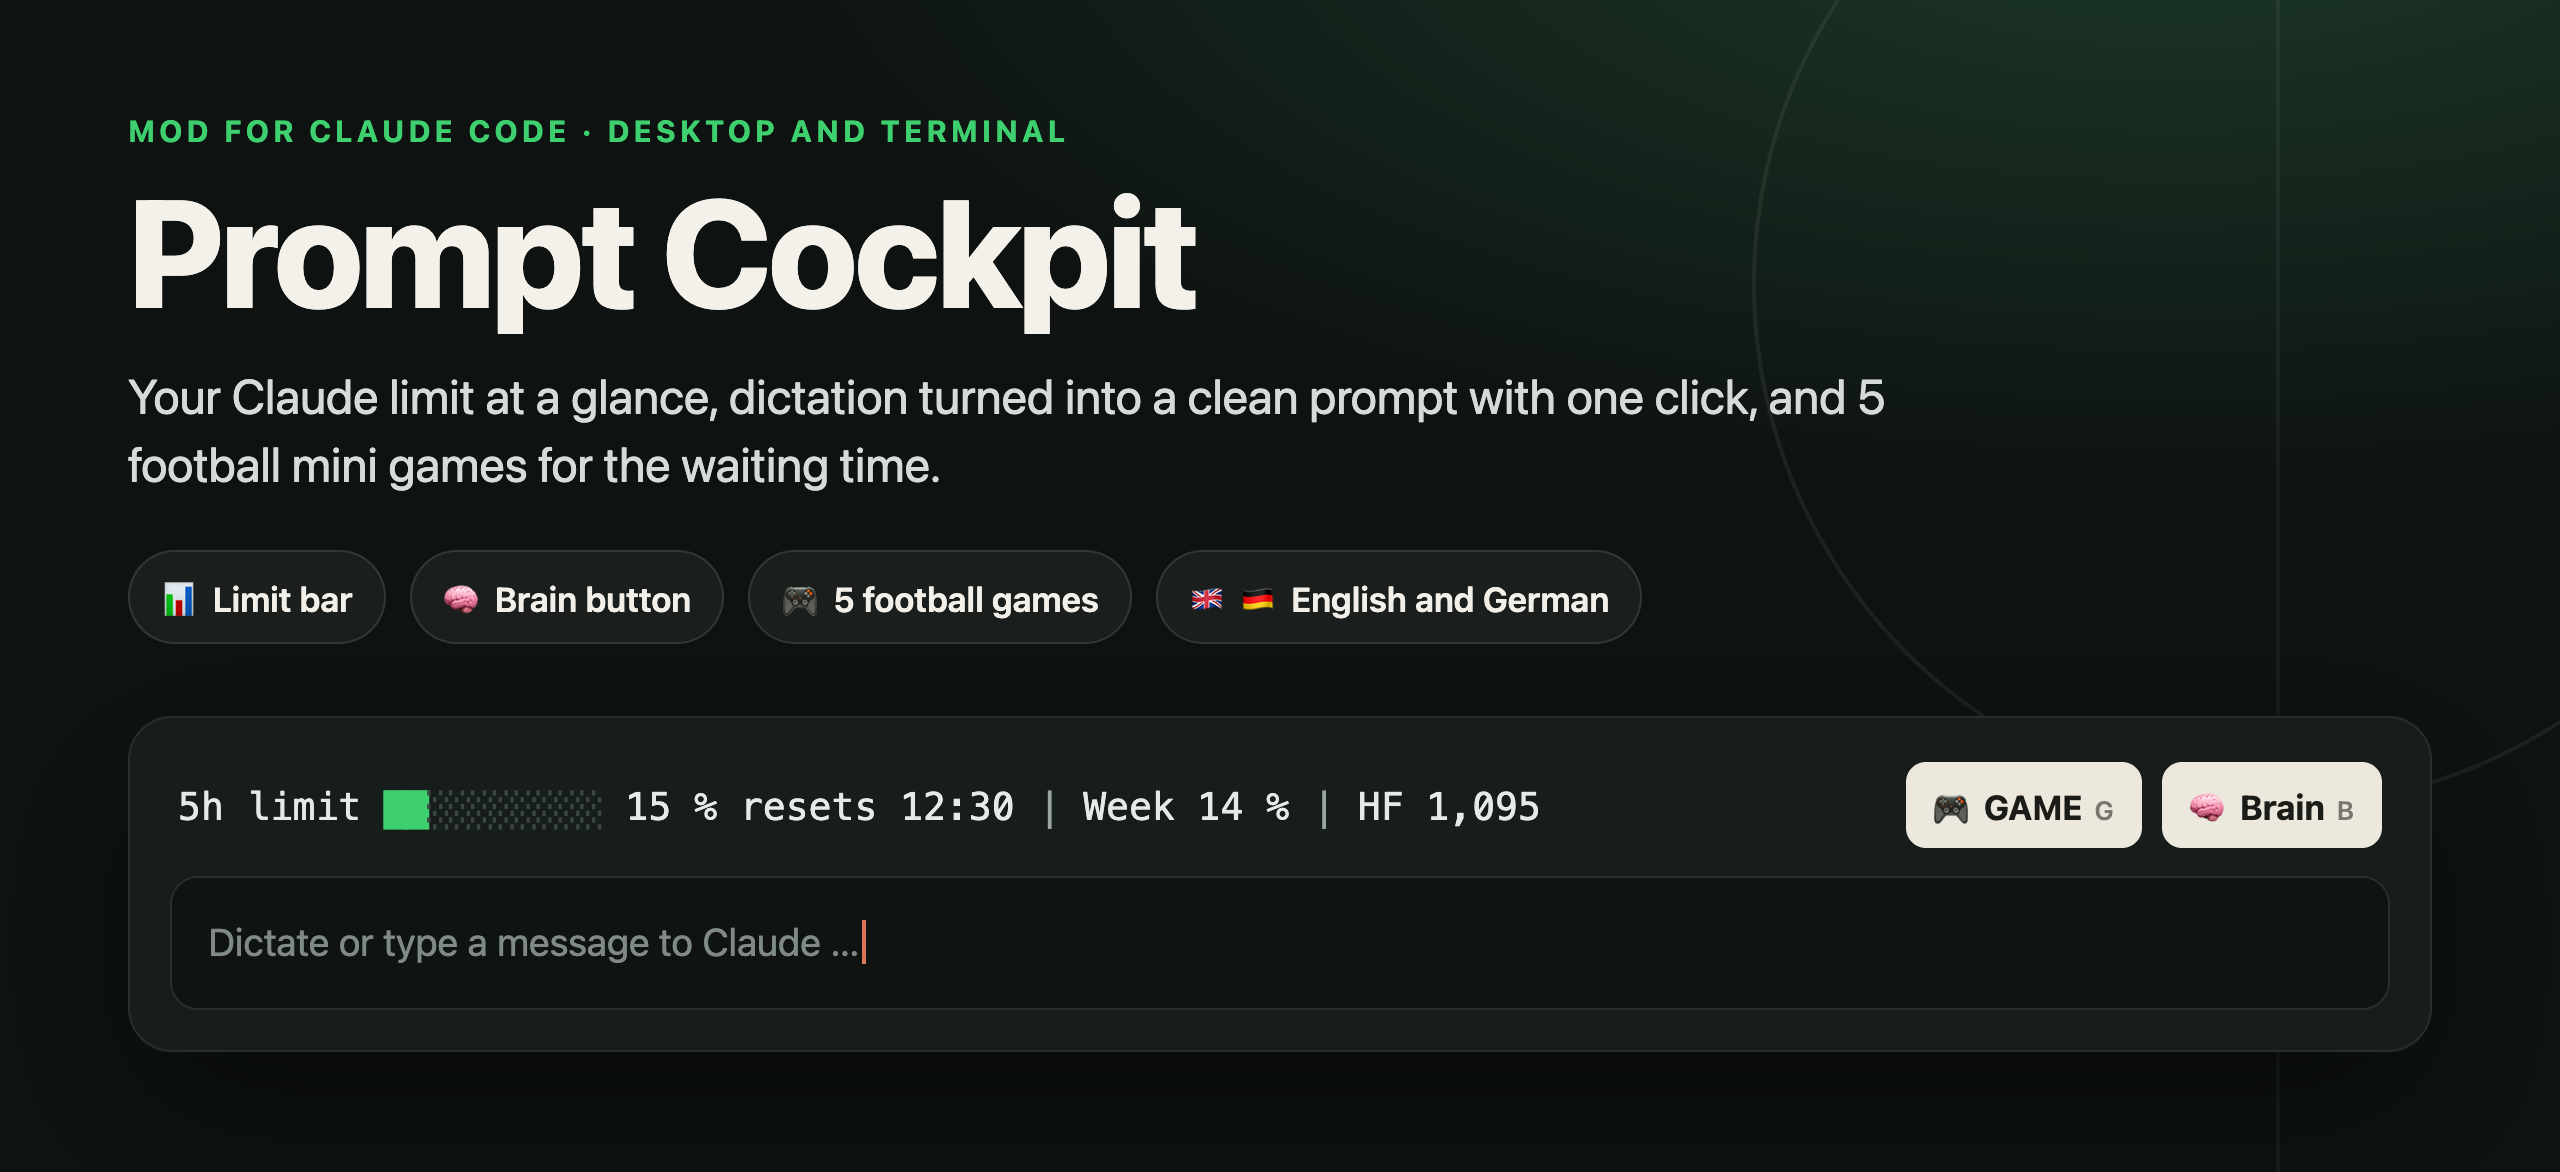 MOD FOR CLAUDE CODE · DESKTOP AND TERMINAL
Prompt Cockpit
Your Claude limit at a glance, dictation turned into a clean prompt with one click, and 5
football mini games for the waiting time.
📊 Limit bar
🧠 Brain button
🎮 5 football games
🇬🇧 🇩🇪 English and German
5h limit ██░░░░░░░░ 15 % resets 12:30 | Week 14 % | HF 1,095
🎮 GAME G
🧠 Brain B
Dictate or type a message to Claude ...